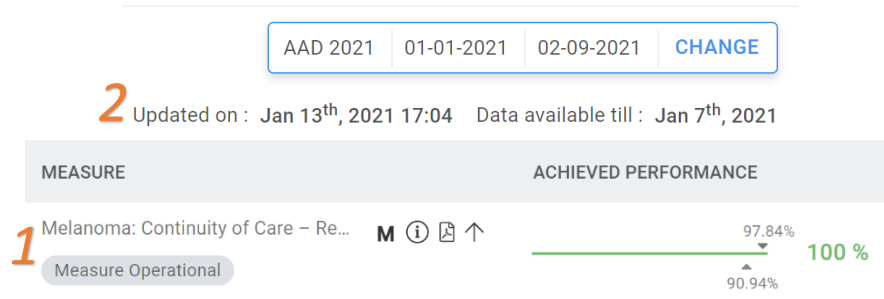 AAD 2021 01-01-2021 02-09-2021 CHANGE
2 Updated on : Jan 13th, 2021 17:04 Data available till : Jan 7th, 2021
MEASURE ACHIEVED PERFORMANCE
1 Melanoma: Continuity of Care – Re... M i 97.84%
100 %
Measure Operational 90.94%